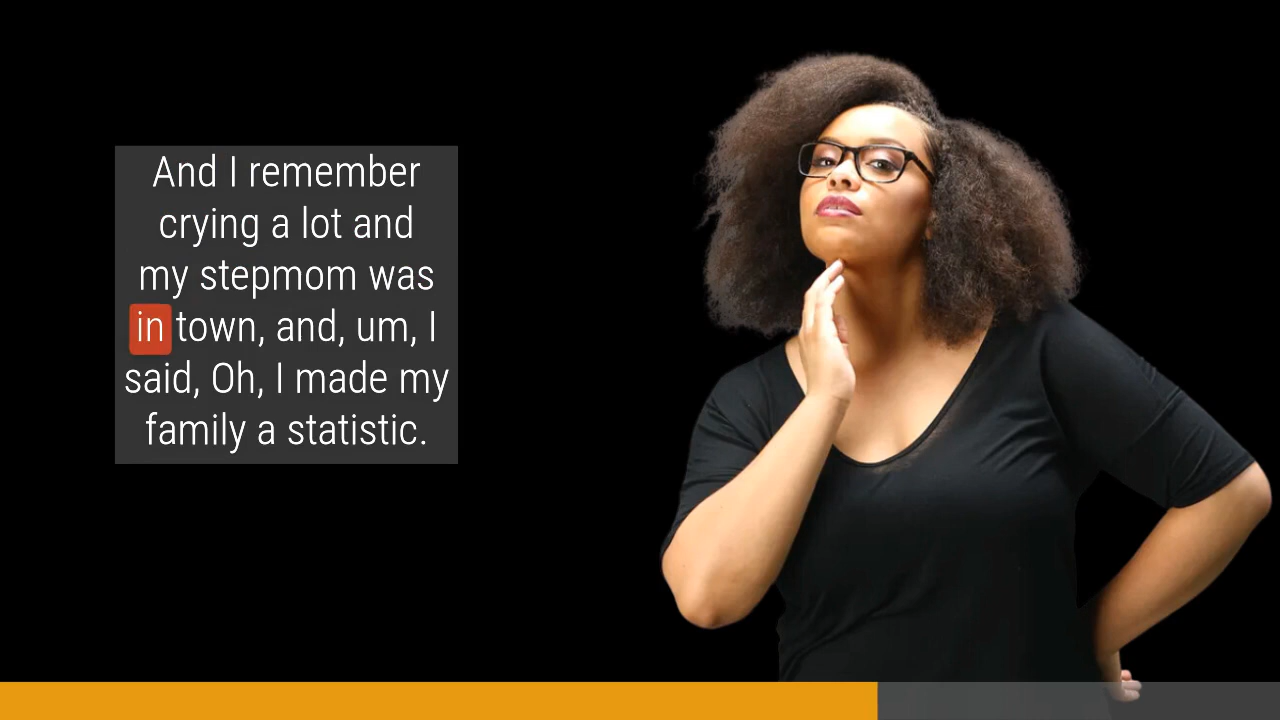 And I remember
crying a lot and
my stepmom was
in town, and, um, I
said, Oh, I made my
family a statistic.